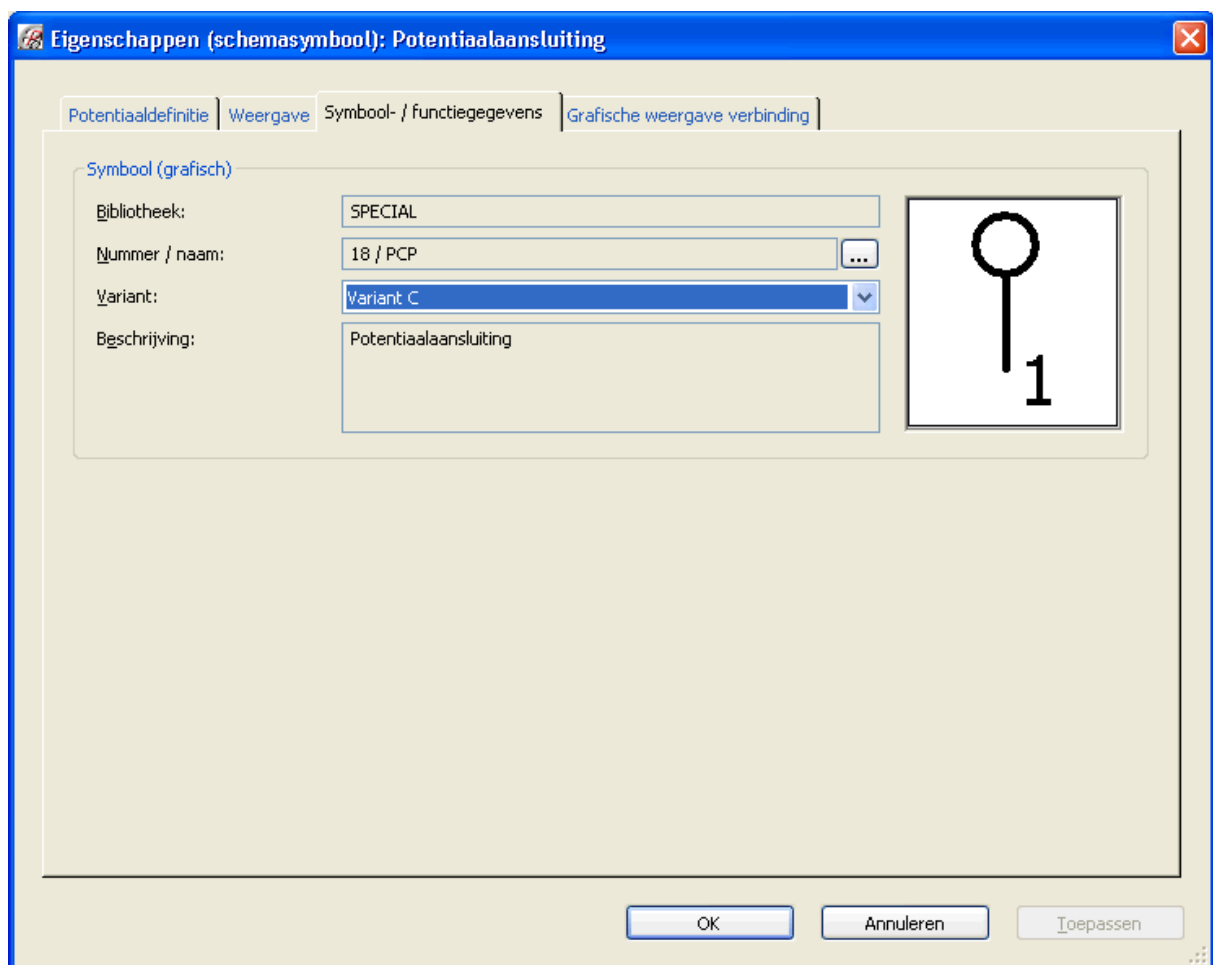 Eigenschappen (schemasymbool): Potentiaalaansluiting
Potentiaaldefinitie Weergave Symbool- / functiegegevens Grafische weergave verbinding
Symbool (grafisch)
Bibliotheek: SPECIAL
Nummer / naam: 18 / PCP ...
Variant: Variant C
Beschrijving: Potentiaalaansluiting
1
OK Annuleren Toepassen